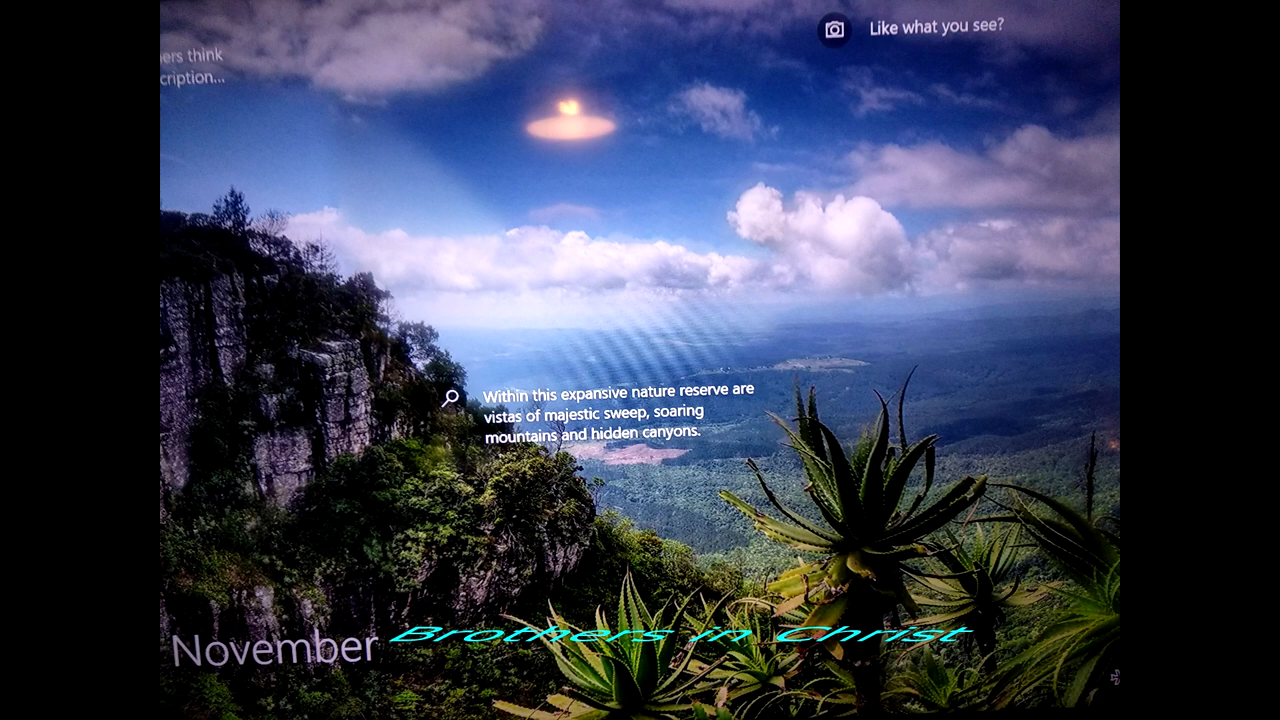 Like what you see?
ers think
cription...
Within this expansive nature reserve are
vistas of majestic sweep, soaring
mountains and hidden canyons.
November
Brothers in Christ